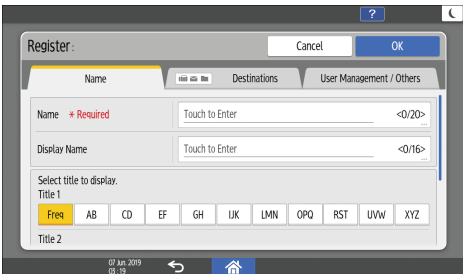 ?
Register :
Cancel
OK
Name
Destinations
User Management / Others
Name * Required
Touch to Enter
<0/20>
...
Display Name
Touch to Enter
<0/16>
...
Select title to display.
Title 1
Freq AB CD EF GH IJK LMN OPQ RST UVW XYZ
Title 2
07 Jun. 2019
03 : 19